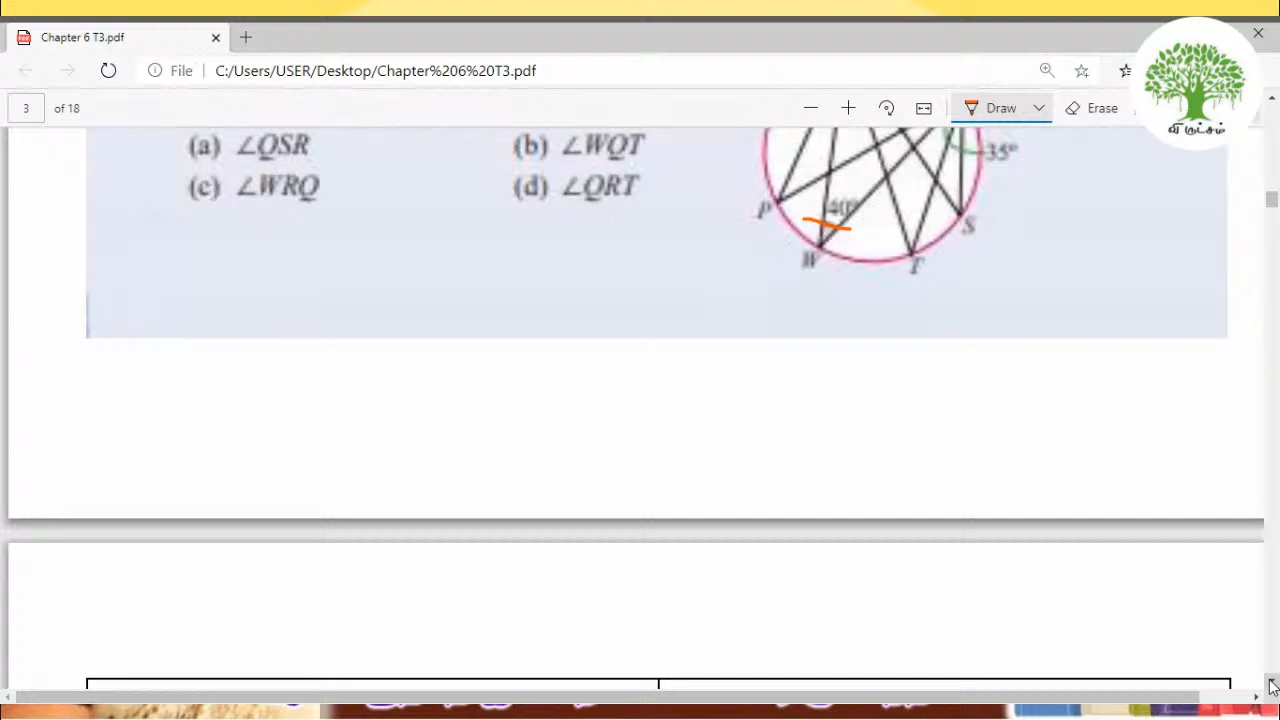 Chapter 6 T3.pdf
File C:/Users/USER/Desktop/Chapter%206%20T3.pdf
3 of 18 Draw Erase
விருட்சம்
(a) ∠QSR (b) ∠WQT
35°
(c) ∠WRQ (d) ∠QRT
P 40°
S
W T